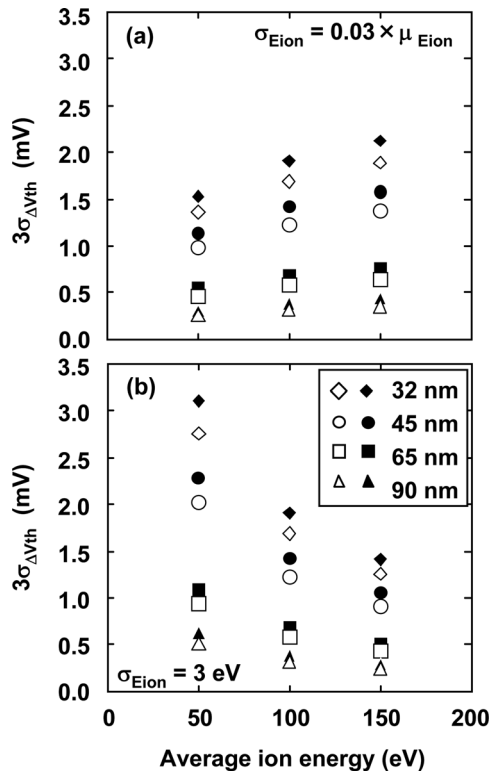 (a)
σEion = 0.03 × μ Eion
3σΔVth (mV)
3.5
3.0
2.5
2.0
1.5
1.0
0.5
0.0
(b)
32 nm
45 nm
65 nm
90 nm
σEion = 3 eV
3σΔVth (mV)
3.5
3.0
2.5
2.0
1.5
1.0
0.5
0.0
0 50 100 150 200
Average ion energy (eV)